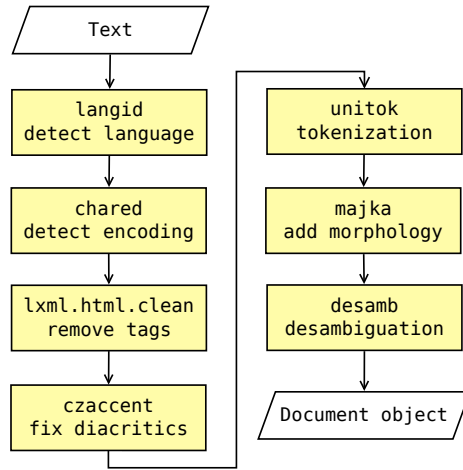 Text
langid
detect language
chared
detect encoding
lxml.html.clean
remove tags
czaccent
fix diacritics
unitok
tokenization
majka
add morphology
desamb
desambiguation
Document object